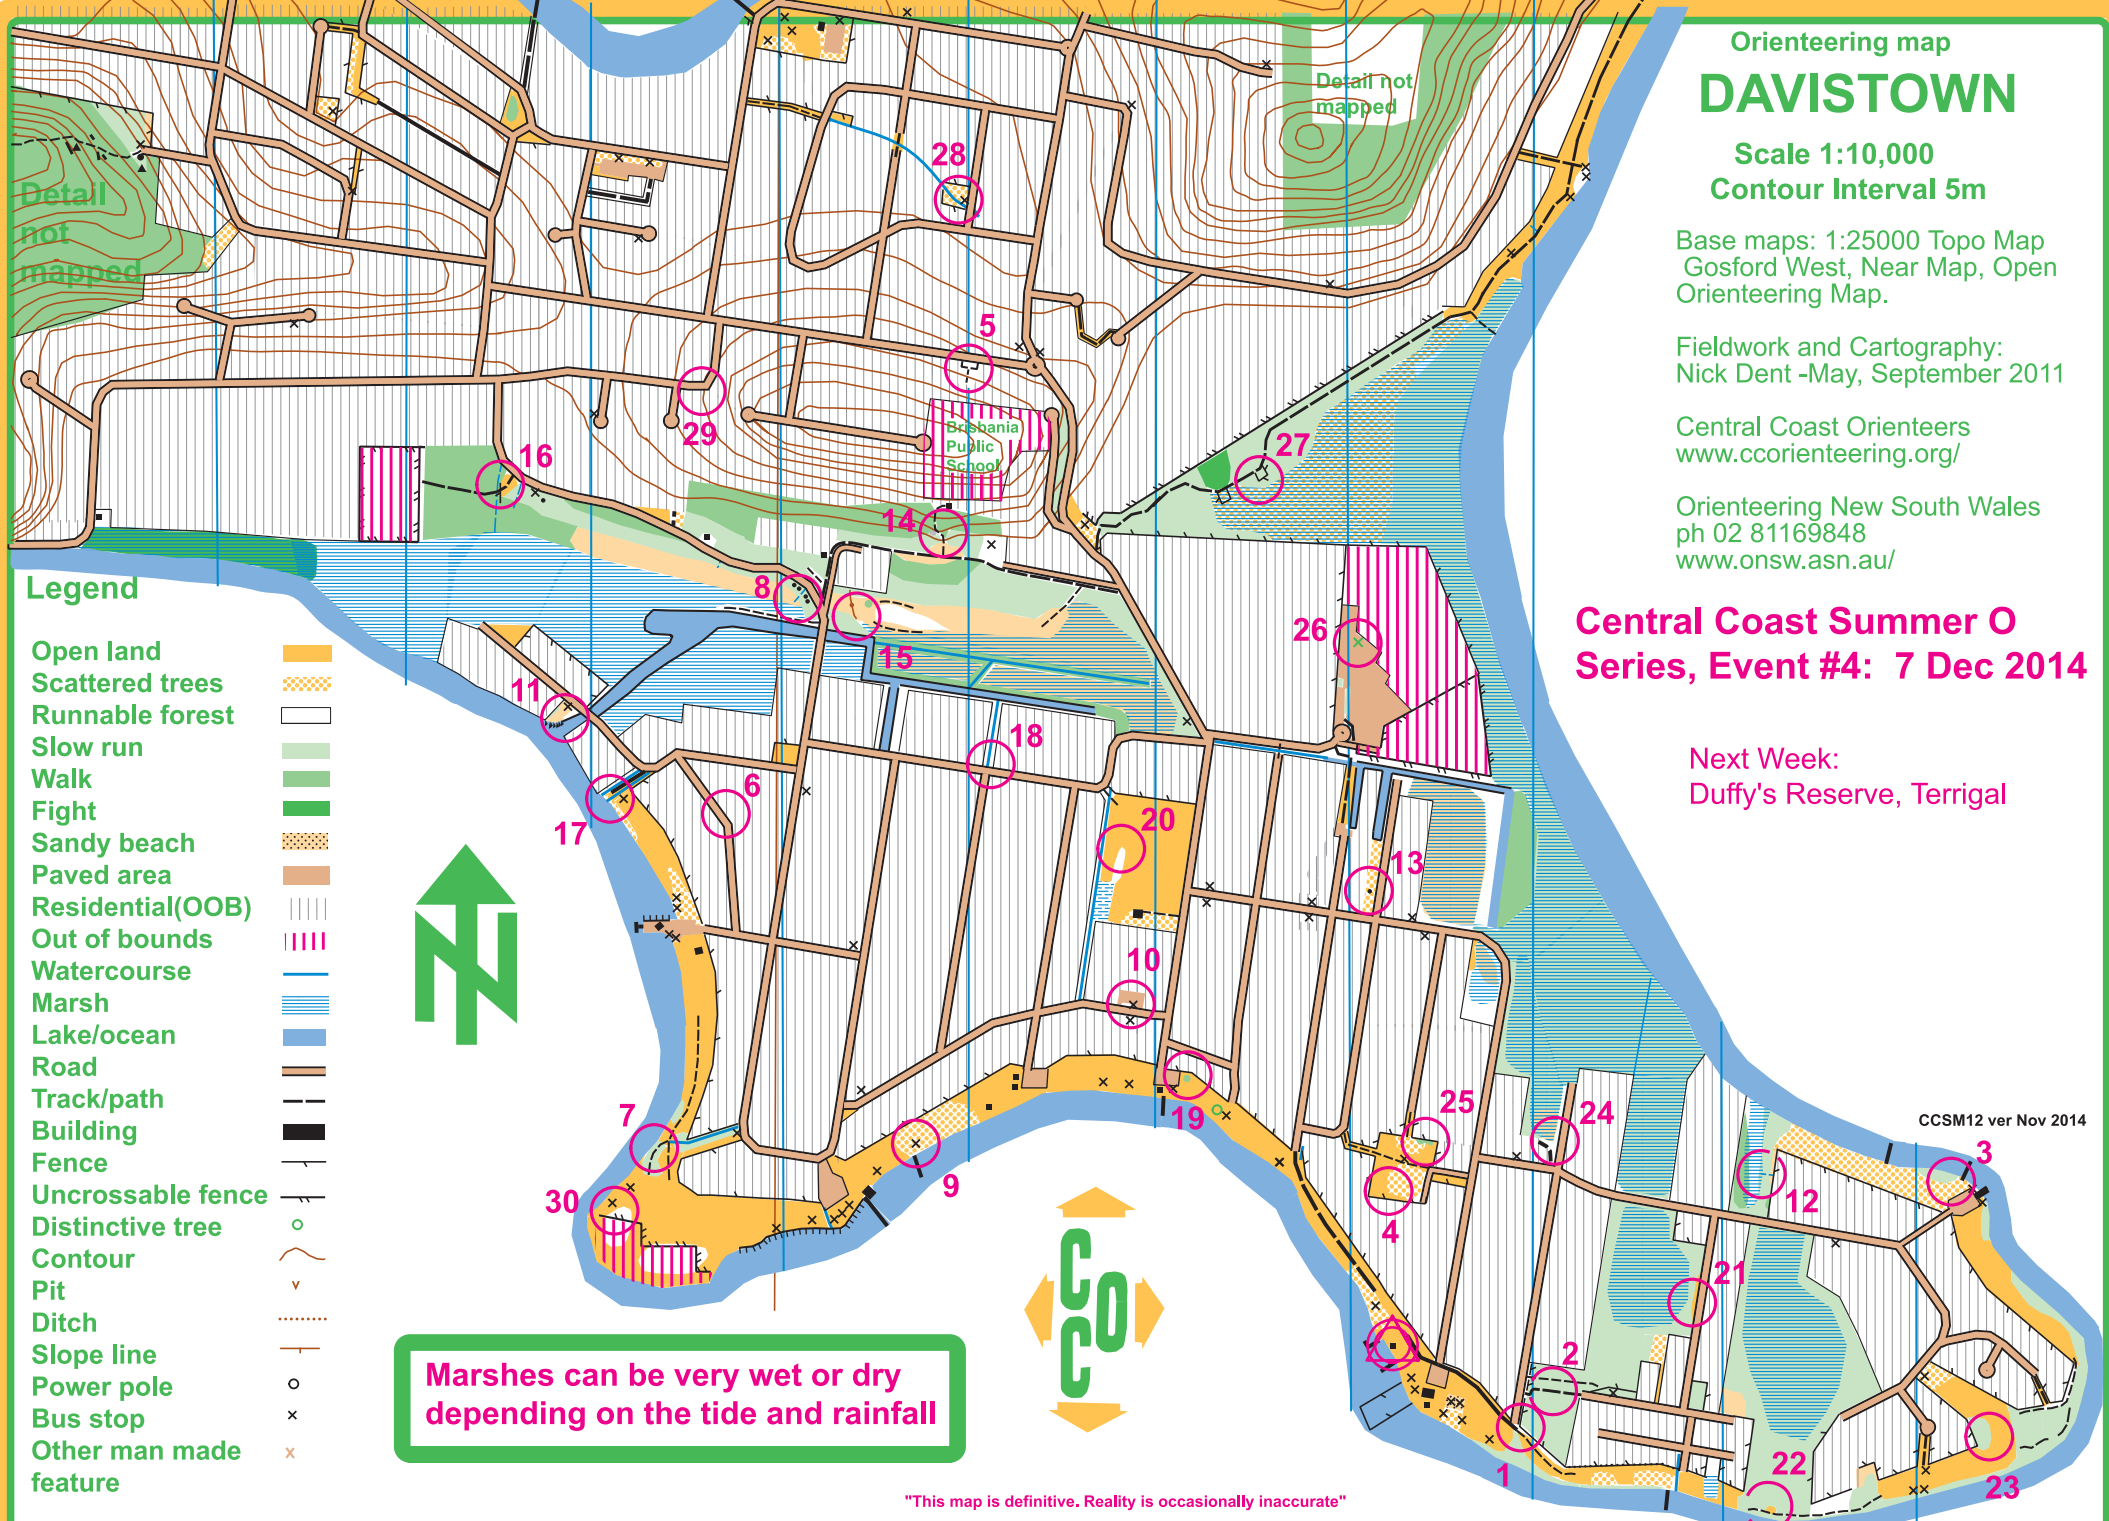 Orienteering map
DAVISTOWN
Scale 1:10,000
Contour Interval 5m
Base maps: 1:25000 Topo Map
Gosford West, Near Map, Open
Orienteering Map.
Fieldwork and Cartography:
Nick Dent -May, September 2011
Central Coast Orienteers
www.ccorienteering.org/
Orienteering New South Wales
ph 02 81169848
www.onsw.asn.au/
Central Coast Summer O
Series, Event #4: 7 Dec 2014
Next Week:
Duffy's Reserve, Terrigal
CCSM12 ver Nov 2014
Detail not
mapped
Detail
not
mapped
28
5
29
Brisbania
Public
School
16
27
14
8
15
26
11
18
6
17
20
13
10
7
19
25
24
30
9
4
12
3
21
2
1
22
23
Legend
Open land
Scattered trees
Runnable forest
Slow run
Walk
Fight
Sandy beach
Paved area
Residential(OOB)
Out of bounds
Watercourse
Marsh
Lake/ocean
Road
Track/path
Building
Fence
Uncrossable fence
Distinctive tree
Contour
Pit
Ditch
Slope line
Power pole
Bus stop
Other man made
feature
N
COC
Marshes can be very wet or dry
depending on the tide and rainfall
"This map is definitive. Reality is occasionally inaccurate"